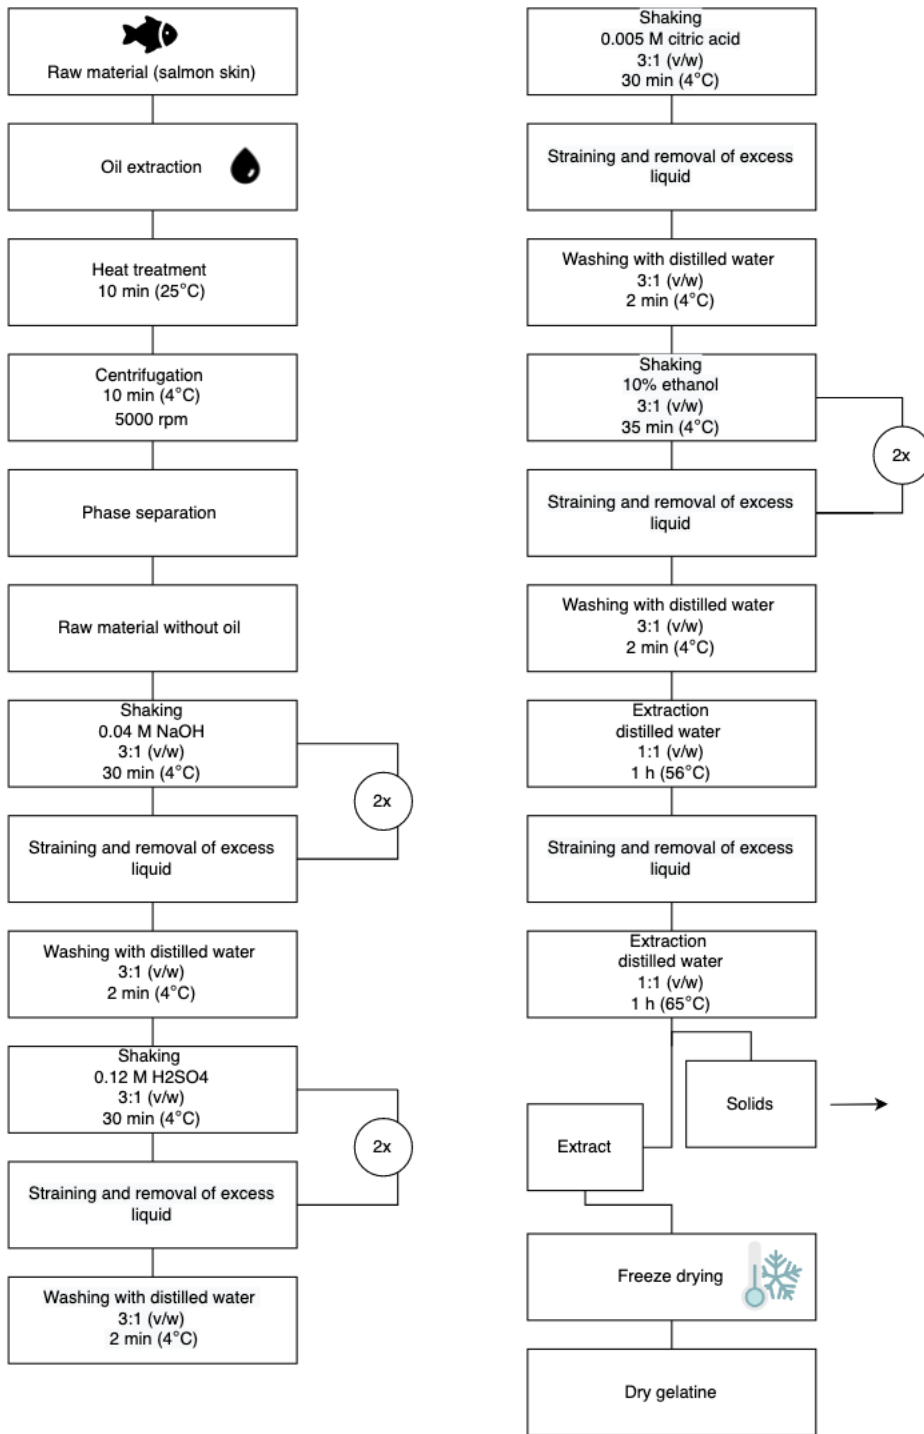 Raw material (salmon skin)
Oil extraction
Heat treatment
10 min (25°C)
Centrifugation
10 min (4°C)
5000 rpm
Phase separation
Raw material without oil
Shaking
0.04 M NaOH
3:1 (v/w)
30 min (4°C)
2x
Straining and removal of excess
liquid
Washing with distilled water
3:1 (v/w)
2 min (4°C)
Shaking
0.12 M H2SO4
3:1 (v/w)
30 min (4°C)
2x
Straining and removal of excess
liquid
Washing with distilled water
3:1 (v/w)
2 min (4°C)
Shaking
0.005 M citric acid
3:1 (v/w)
30 min (4°C)
Straining and removal of excess
liquid
Washing with distilled water
3:1 (v/w)
2 min (4°C)
Shaking
10% ethanol
3:1 (v/w)
35 min (4°C)
2x
Straining and removal of excess
liquid
Washing with distilled water
3:1 (v/w)
2 min (4°C)
Extraction
distilled water
1:1 (v/w)
1 h (56°C)
Straining and removal of excess
liquid
Extraction
distilled water
1:1 (v/w)
1 h (65°C)
Solids
Extract
Freeze drying
Dry gelatine